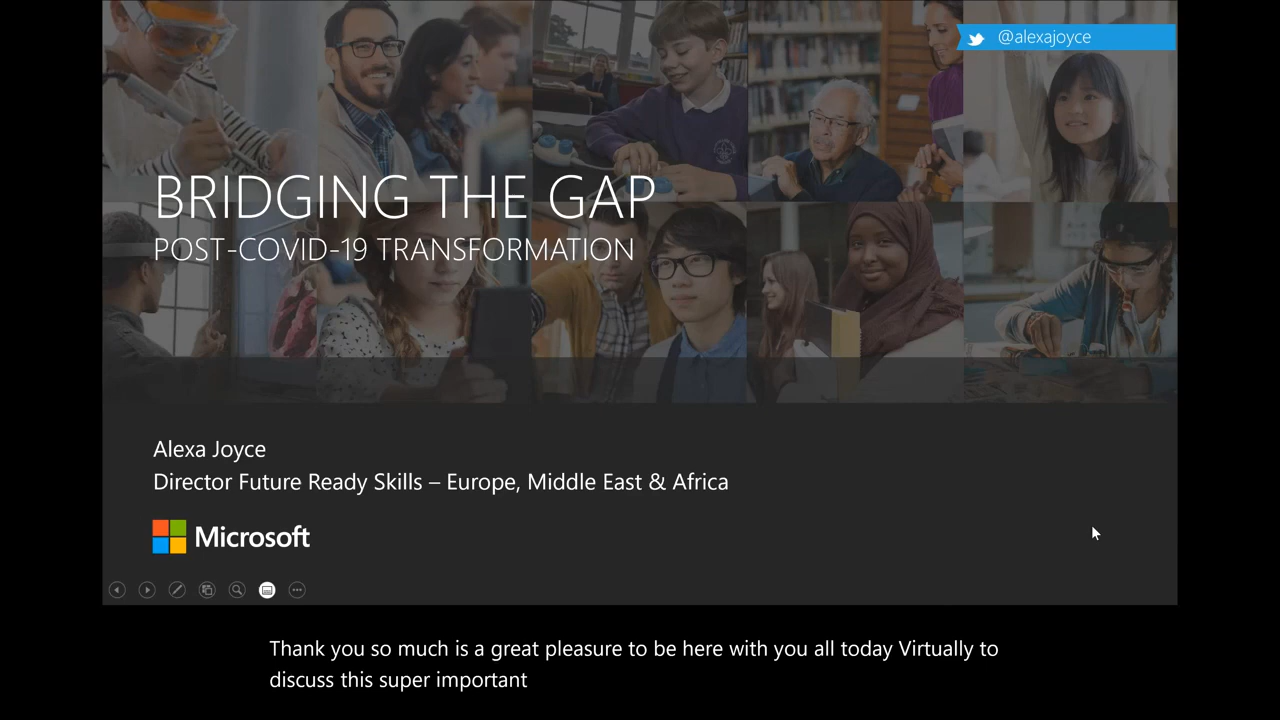 @alexajoyce
BRIDGING THE GAP
POST-COVID-19 TRANSFORMATION
Alexa Joyce
Director Future Ready Skills – Europe, Middle East & Africa
Microsoft
Thank you so much is a great pleasure to be here with you all today Virtually to
discuss this super important